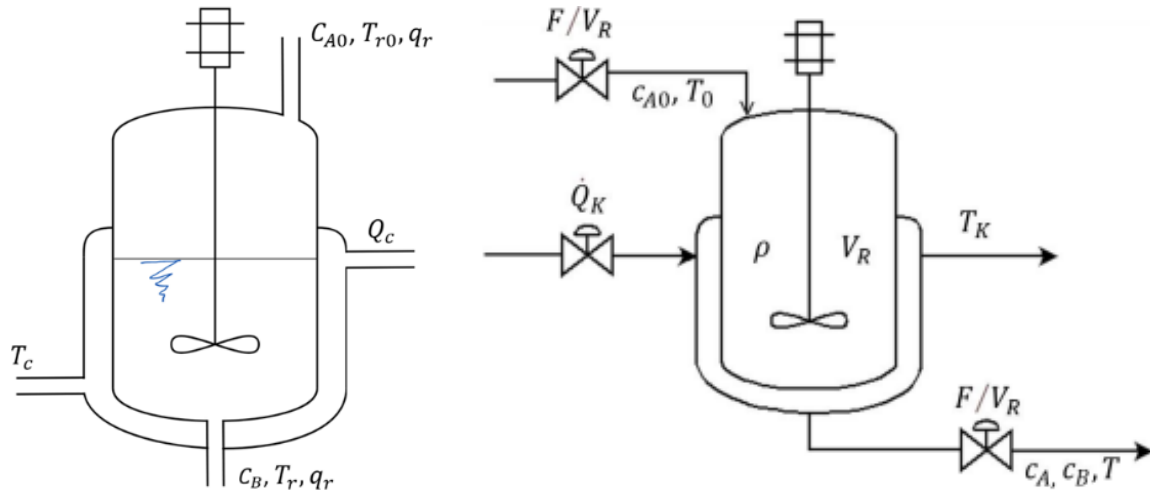 C_{A0}, T_{r0}, q_r
Q_c
T_c
C_B, T_r, q_r
F/V_R
c_{A0}, T_0
Q̇_K
ρ
V_R
T_K
F/V_R
c_A, c_B, T